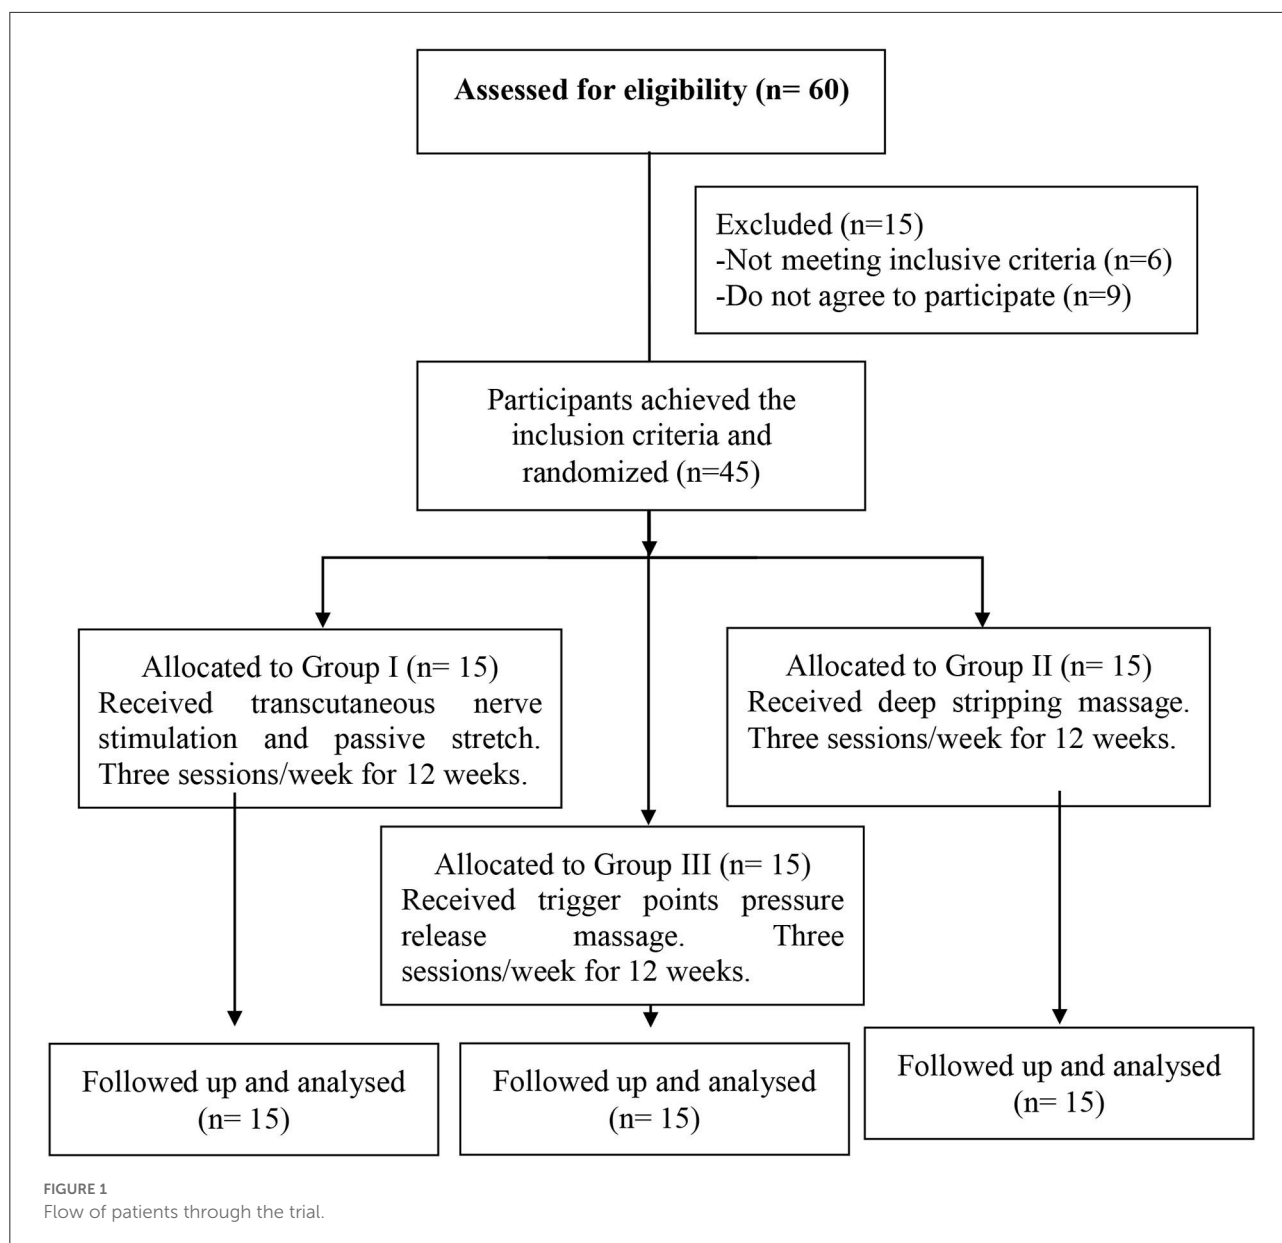 Assessed for eligibility (n= 60)
Excluded (n=15)
-Not meeting inclusive criteria (n=6)
-Do not agree to participate (n=9)
Participants achieved the
inclusion criteria and
randomized (n=45)
Allocated to Group I (n= 15)
Received transcutaneous nerve
stimulation and passive stretch.
Three sessions/week for 12 weeks.
Allocated to Group II (n= 15)
Received deep stripping massage.
Three sessions/week for 12 weeks.
Allocated to Group III (n= 15)
Received trigger points pressure
release massage. Three
sessions/week for 12 weeks.
Followed up and analysed
(n= 15)
Followed up and analysed
(n= 15)
Followed up and analysed
(n= 15)
FIGURE 1
Flow of patients through the trial.